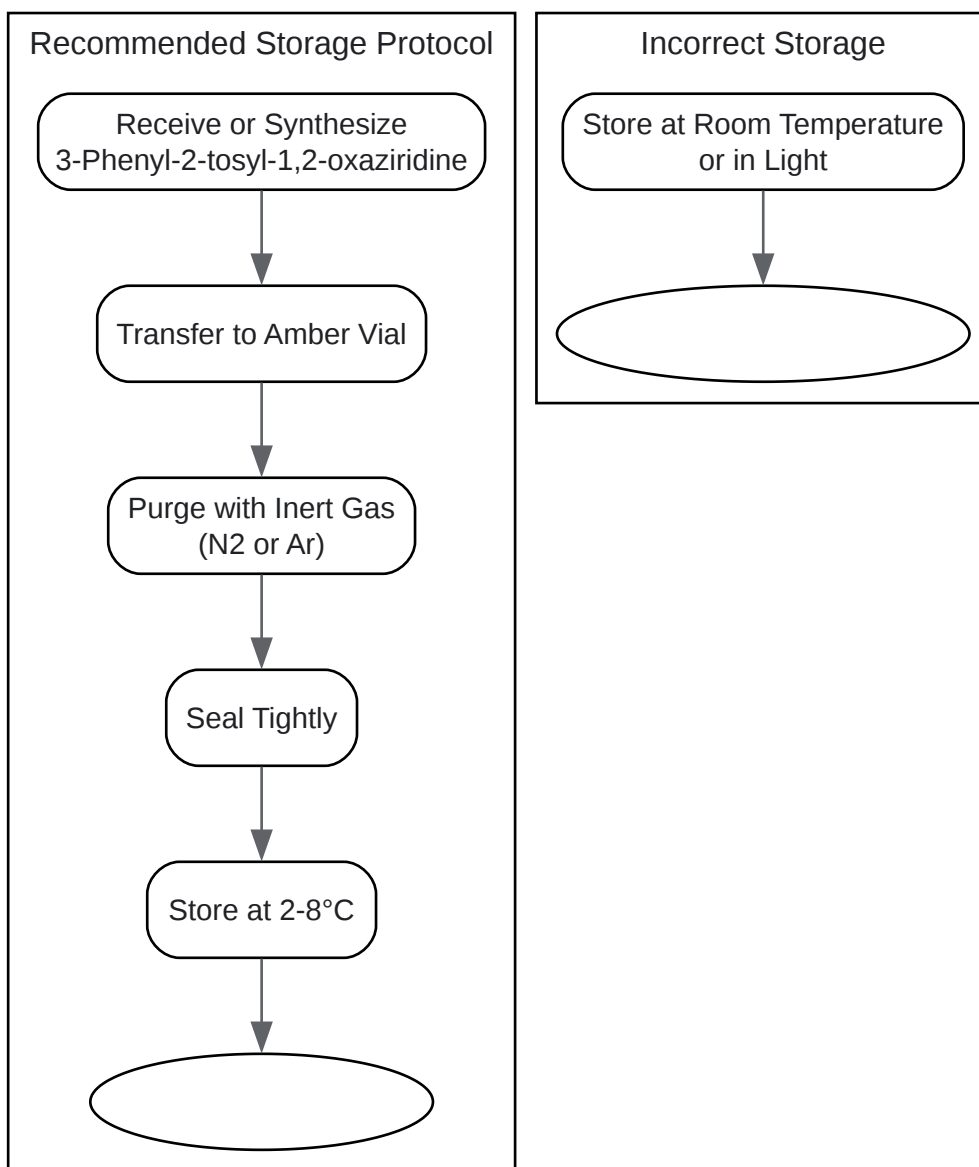 Recommended Storage Protocol
Receive or Synthesize
3-Phenyl-2-tosyl-1,2-oxaziridine
Transfer to Amber Vial
Purge with Inert Gas
(N2 or Ar)
Seal Tightly
Store at 2-8°C
Incorrect Storage
Store at Room Temperature
or in Light